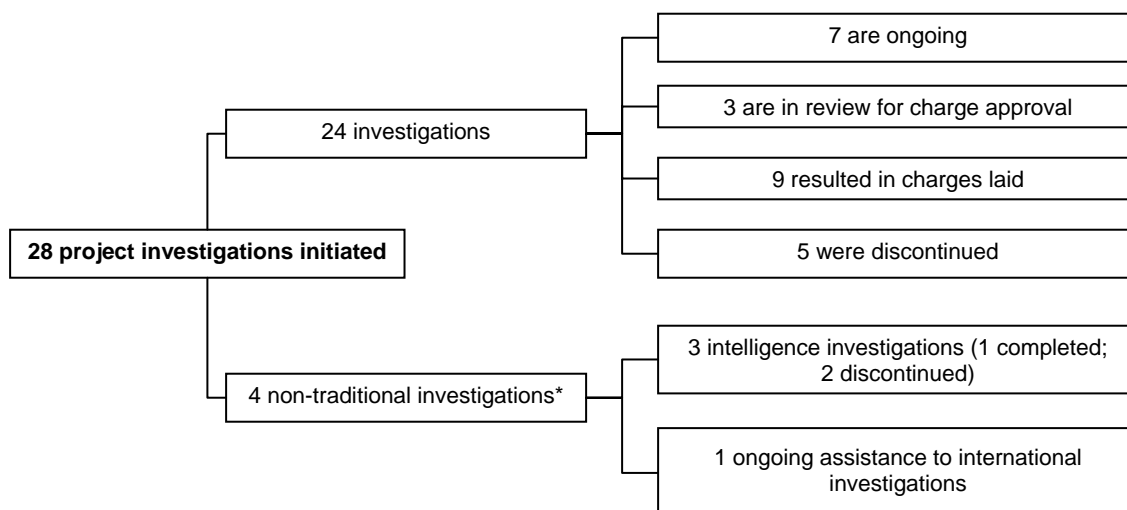 28 project investigations initiated
24 investigations
7 are ongoing
3 are in review for charge approval
9 resulted in charges laid
5 were discontinued
4 non-traditional investigations*
3 intelligence investigations (1 completed;
2 discontinued)
1 ongoing assistance to international
investigations